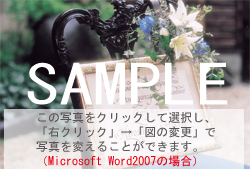 SAMPLE
この写真をクリックして選択し、
「右クリック」→「図の変更」で
写真を変えることができます。
（Microsoft Word2007の場合）